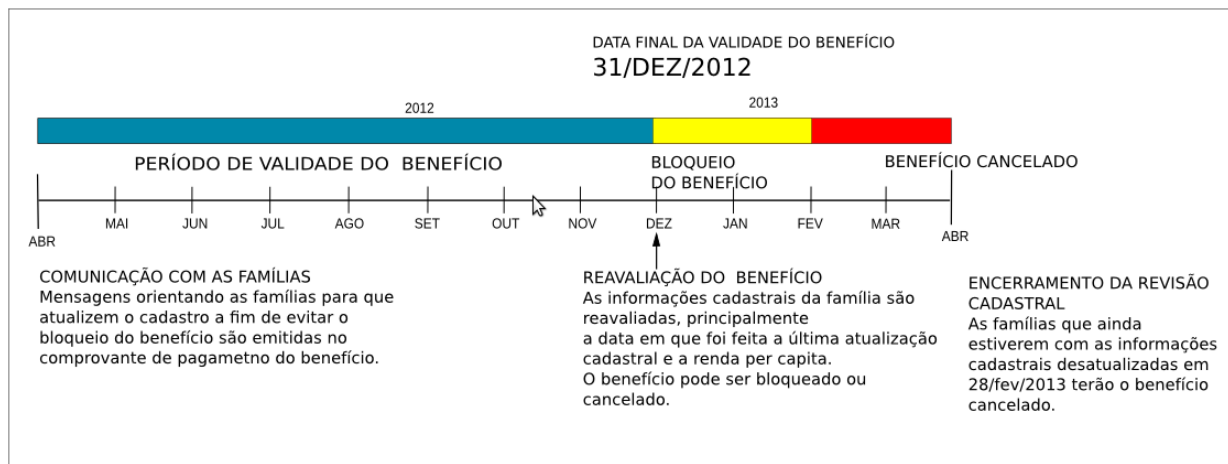 DATA FINAL DA VALIDADE DO BENEFÍCIO
31/DEZ/2012
2012
2013
PERÍODO DE VALIDADE DO  BENEFÍCIO
BLOQUEIO
DO BENEFÍCIO
BENEFÍCIO CANCELADO
ABR
MAI
JUN
JUL
AGO
SET
OUT
NOV
DEZ
JAN
FEV
MAR
ABR
COMUNICAÇÃO COM AS FAMÍLIAS
Mensagens orientando as famílias para que
atualizem o cadastro a fim de evitar o
bloqueio do benefício são emitidas no
comprovante de pagametno do benefício.
REAVALIAÇÃO DO  BENEFÍCIO
As informações cadastrais da família são
reavaliadas, principalmente
a data em que foi feita a última atualização
cadastral e a renda per capita.
O benefício pode ser bloqueado ou
cancelado.
ENCERRAMENTO DA REVISÃO
CADASTRAL
As famílias que ainda
estiverem com as informações
cadastrais desatualizadas em
28/fev/2013 terão o benefício
cancelado.